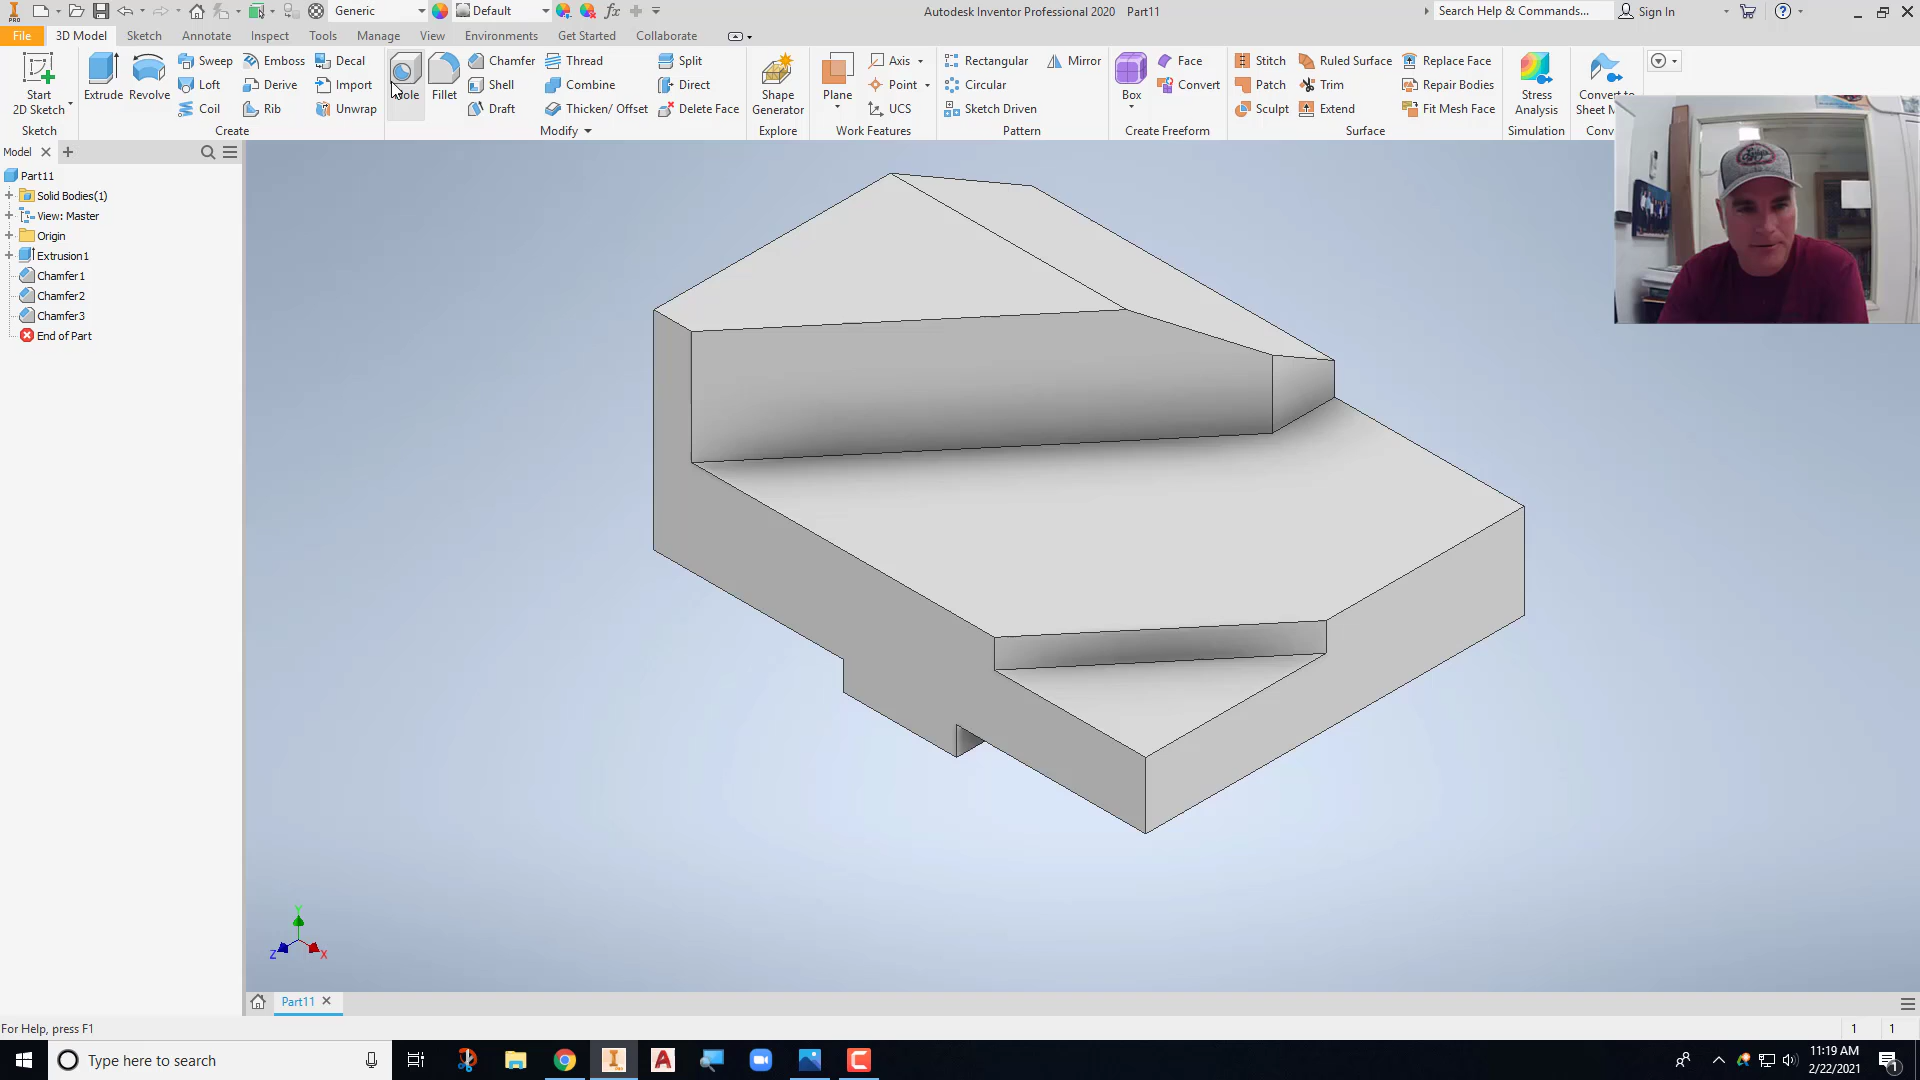 Generic
Default
Autodesk Inventor Professional 2020 Part11
Search Help & Commands...
Sign In
File
3D Model
Sketch
Annotate
Inspect
Tools
Manage
View
Environments
Get Started
Collaborate
Start
2D Sketch
Sketch
Extrude
Revolve
Sweep
Loft
Coil
Emboss
Derive
Rib
Decal
Import
Unwrap
Create
Fillet
Chamfer
Shell
Draft
Thread
Combine
Thicken/ Offset
Split
Direct
Delete Face
Modify
Shape
Generator
Explore
Plane
Axis
Point
UCS
Work Features
Rectangular
Circular
Sketch Driven
Mirror
Pattern
Box
Face
Convert
Create Freeform
Stitch
Patch
Sculpt
Ruled Surface
Trim
Extend
Replace Face
Repair Bodies
Fit Mesh Face
Surface
Stress
Analysis
Simulation
Convert to
Sheet M
Conv
Model
Part11
Solid Bodies(1)
View: Master
Origin
Extrusion1
Chamfer1
Chamfer2
Chamfer3
End of Part
Y
Z
X
Part11
For Help, press F1
1
1
Type here to search
11:19 AM
2/22/2021
1